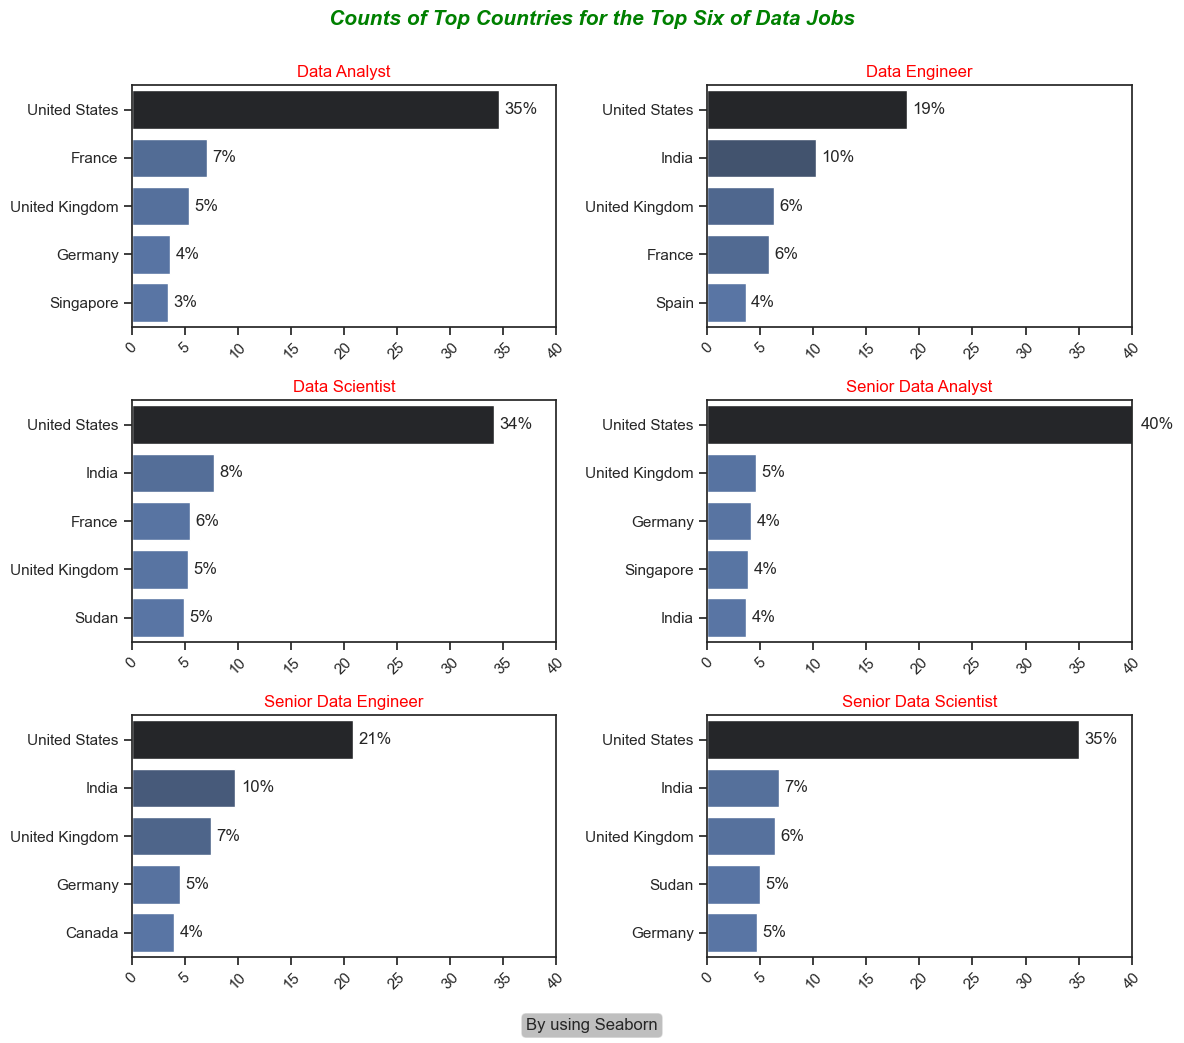 Counts of Top Countries for the Top Six of Data Jobs
Data Analyst
United States 35%
France 7%
United Kingdom 5%
Germany 4%
Singapore 3%
0 5 10 15 20 25 30 35 40
Data Engineer
United States 19%
India 10%
United Kingdom 6%
France 6%
Spain 4%
0 5 10 15 20 25 30 35 40
Data Scientist
United States 34%
India 8%
France 6%
United Kingdom 5%
Sudan 5%
0 5 10 15 20 25 30 35 40
Senior Data Analyst
United States 40%
United Kingdom 5%
Germany 4%
Singapore 4%
India 4%
0 5 10 15 20 25 30 35 40
Senior Data Engineer
United States 21%
India 10%
United Kingdom 7%
Germany 5%
Canada 4%
0 5 10 15 20 25 30 35 40
Senior Data Scientist
United States 35%
India 7%
United Kingdom 6%
Sudan 5%
Germany 5%
0 5 10 15 20 25 30 35 40
By using Seaborn